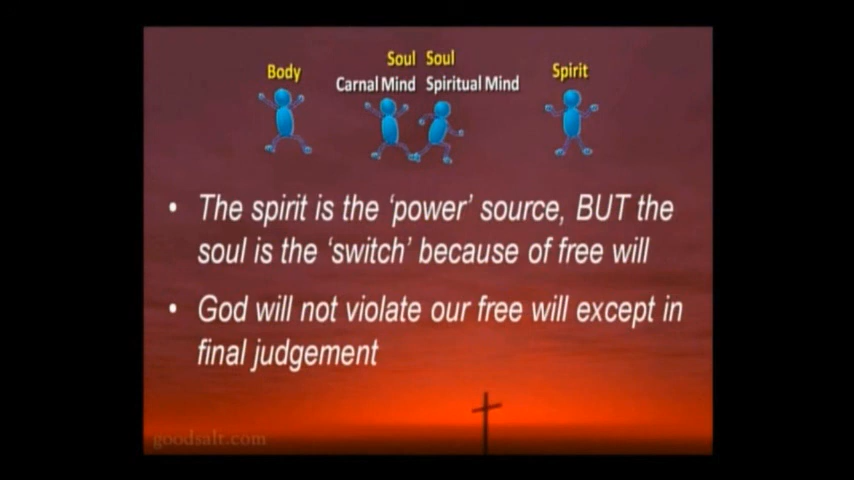 Soul Soul
Body Spirit
Carnal Mind Spiritual Mind
• The spirit is the ‘power’ source, BUT the
soul is the ‘switch’ because of free will
• God will not violate our free will except in
final judgement
goodsalt.com